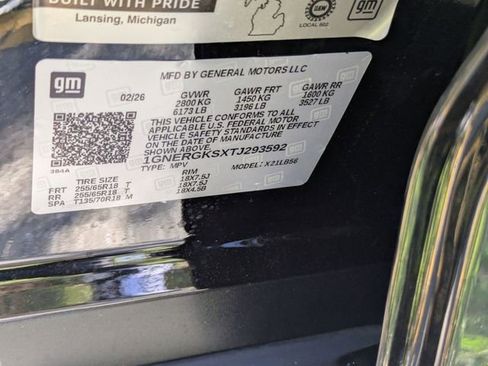 BUILT WITH PRIDE
Lansing, Michigan
UAW
LOCAL 602
gm
gm
MFD BY GENERAL MOTORS LLC
02/26 GVWR GAWR FRT GAWR RR
2800 KG 1450 KG 1600 KG
6173 LB 3196 LB 3527 LB
THIS VEHICLE CONFORMS TO ALL
APPLICABLE U.S. FEDERAL MOTOR
VEHICLE SAFETY STANDARDS IN
EFFECT ON THE DATE OF
MANUFACTURE SHOWN ABOVE.
1GNERGKSXTJ293592
TYPE: MPV MODEL: X21LB56
384A
TIRE SIZE RIM
FRT 255/65R18 T 18X7.5J
RR 255/65R18 T 18X7.5J
SPA T135/70R18 M 18X4.5B